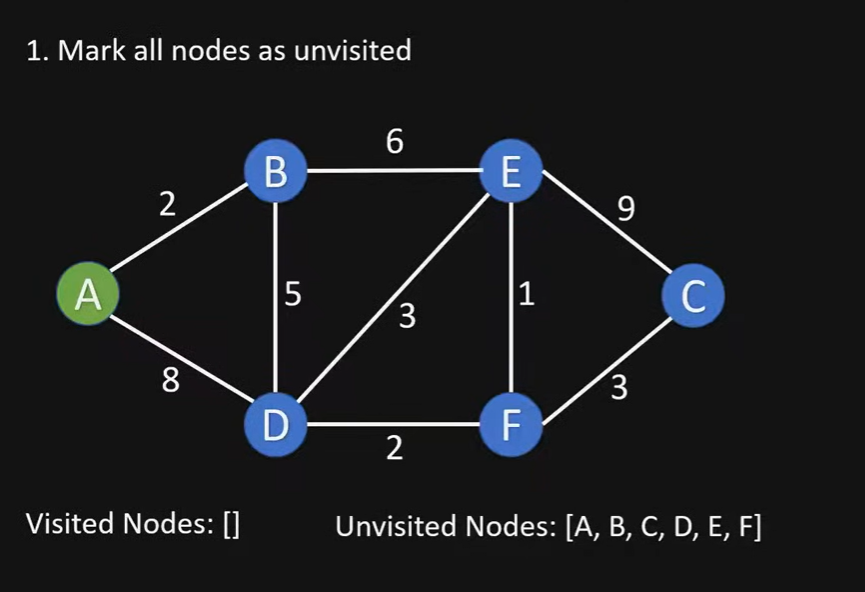 1. Mark all nodes as unvisited
6
B
E
2
9
A
5
3
1
C
8
3
D
F
2
Visited Nodes: []
Unvisited Nodes: [A, B, C, D, E, F]